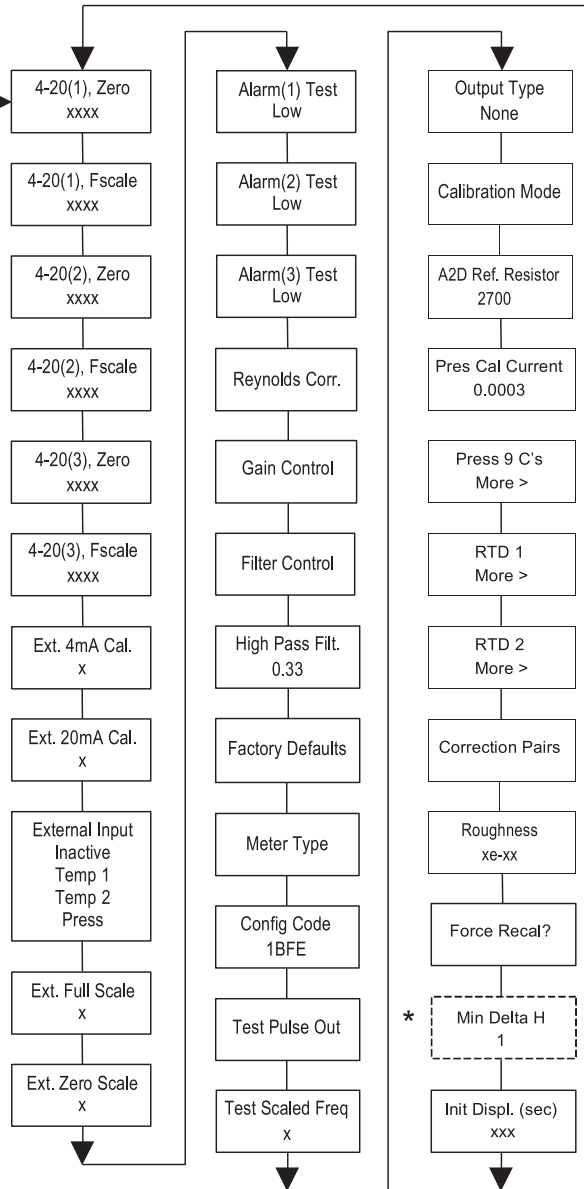 4-20(1), Zero
xxxx
4-20(1), Fscale
xxxx
4-20(2), Zero
xxxx
4-20(2), Fscale
xxxx
4-20(3), Zero
xxxx
4-20(3), Fscale
xxxx
Ext. 4mA Cal.
x
Ext. 20mA Cal.
x
External Input
Inactive
Temp 1
Temp 2
Press
Ext. Full Scale
x
Ext. Zero Scale
x
Alarm(1) Test
Low
Alarm(2) Test
Low
Alarm(3) Test
Low
Reynolds Corr.
Gain Control
Filter Control
High Pass Filt.
0.33
Factory Defaults
Meter Type
Config Code
1BFE
Test Pulse Out
Test Scaled Freq
x
Output Type
None
Calibration Mode
A2D Ref. Resistor
2700
Pres Cal Current
0.0003
Press 9 C's
More >
RTD 1
More >
RTD 2
More >
Correction Pairs
Roughness
xe-xx
Force Recal?
*
Min Delta H
1
Init Displ. (sec)
xxx